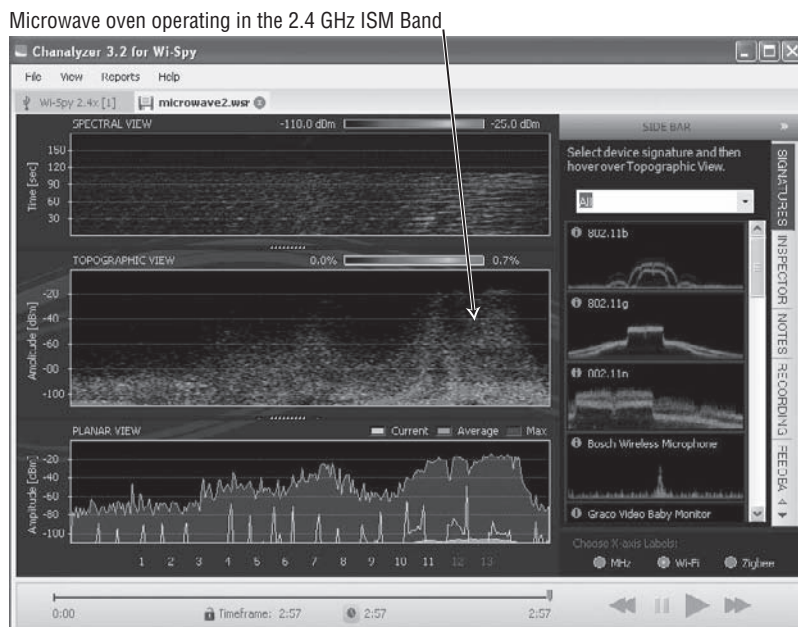 Microwave oven operating in the 2.4 GHz ISM Band
Chanalyzer 3.2 for Wi-Spy
File View Reports Help
Wi-Spy 2.4x [1] microwave2.wsr
SPECTRAL VIEW -110.0 dBm -25.0 dBm
Time [sec]
150
120
90
60
30
TOPOGRAPHIC VIEW 0.0% 0.7%
Amplitude [dBm]
-20
-40
-60
-80
-100
PLANAR VIEW Current Average Max
Amplitude [dBm]
-20
-40
-60
-80
-100
1 2 3 4 5 6 7 8 9 10 11 12 13
SIDE BAR »
Select device signature and then
hover over Topographic View.
All
802.11b
802.11g
802.11n
Bosch Wireless Microphone
Graco Video Baby Monitor
Choose X-axis Labels:
MHz Wi-Fi Zigbee
SIGNATURES
INSPECTOR
NOTES
RECORDING
FEEDBA
0:00 Timeframe: 2:57 2:57 2:57